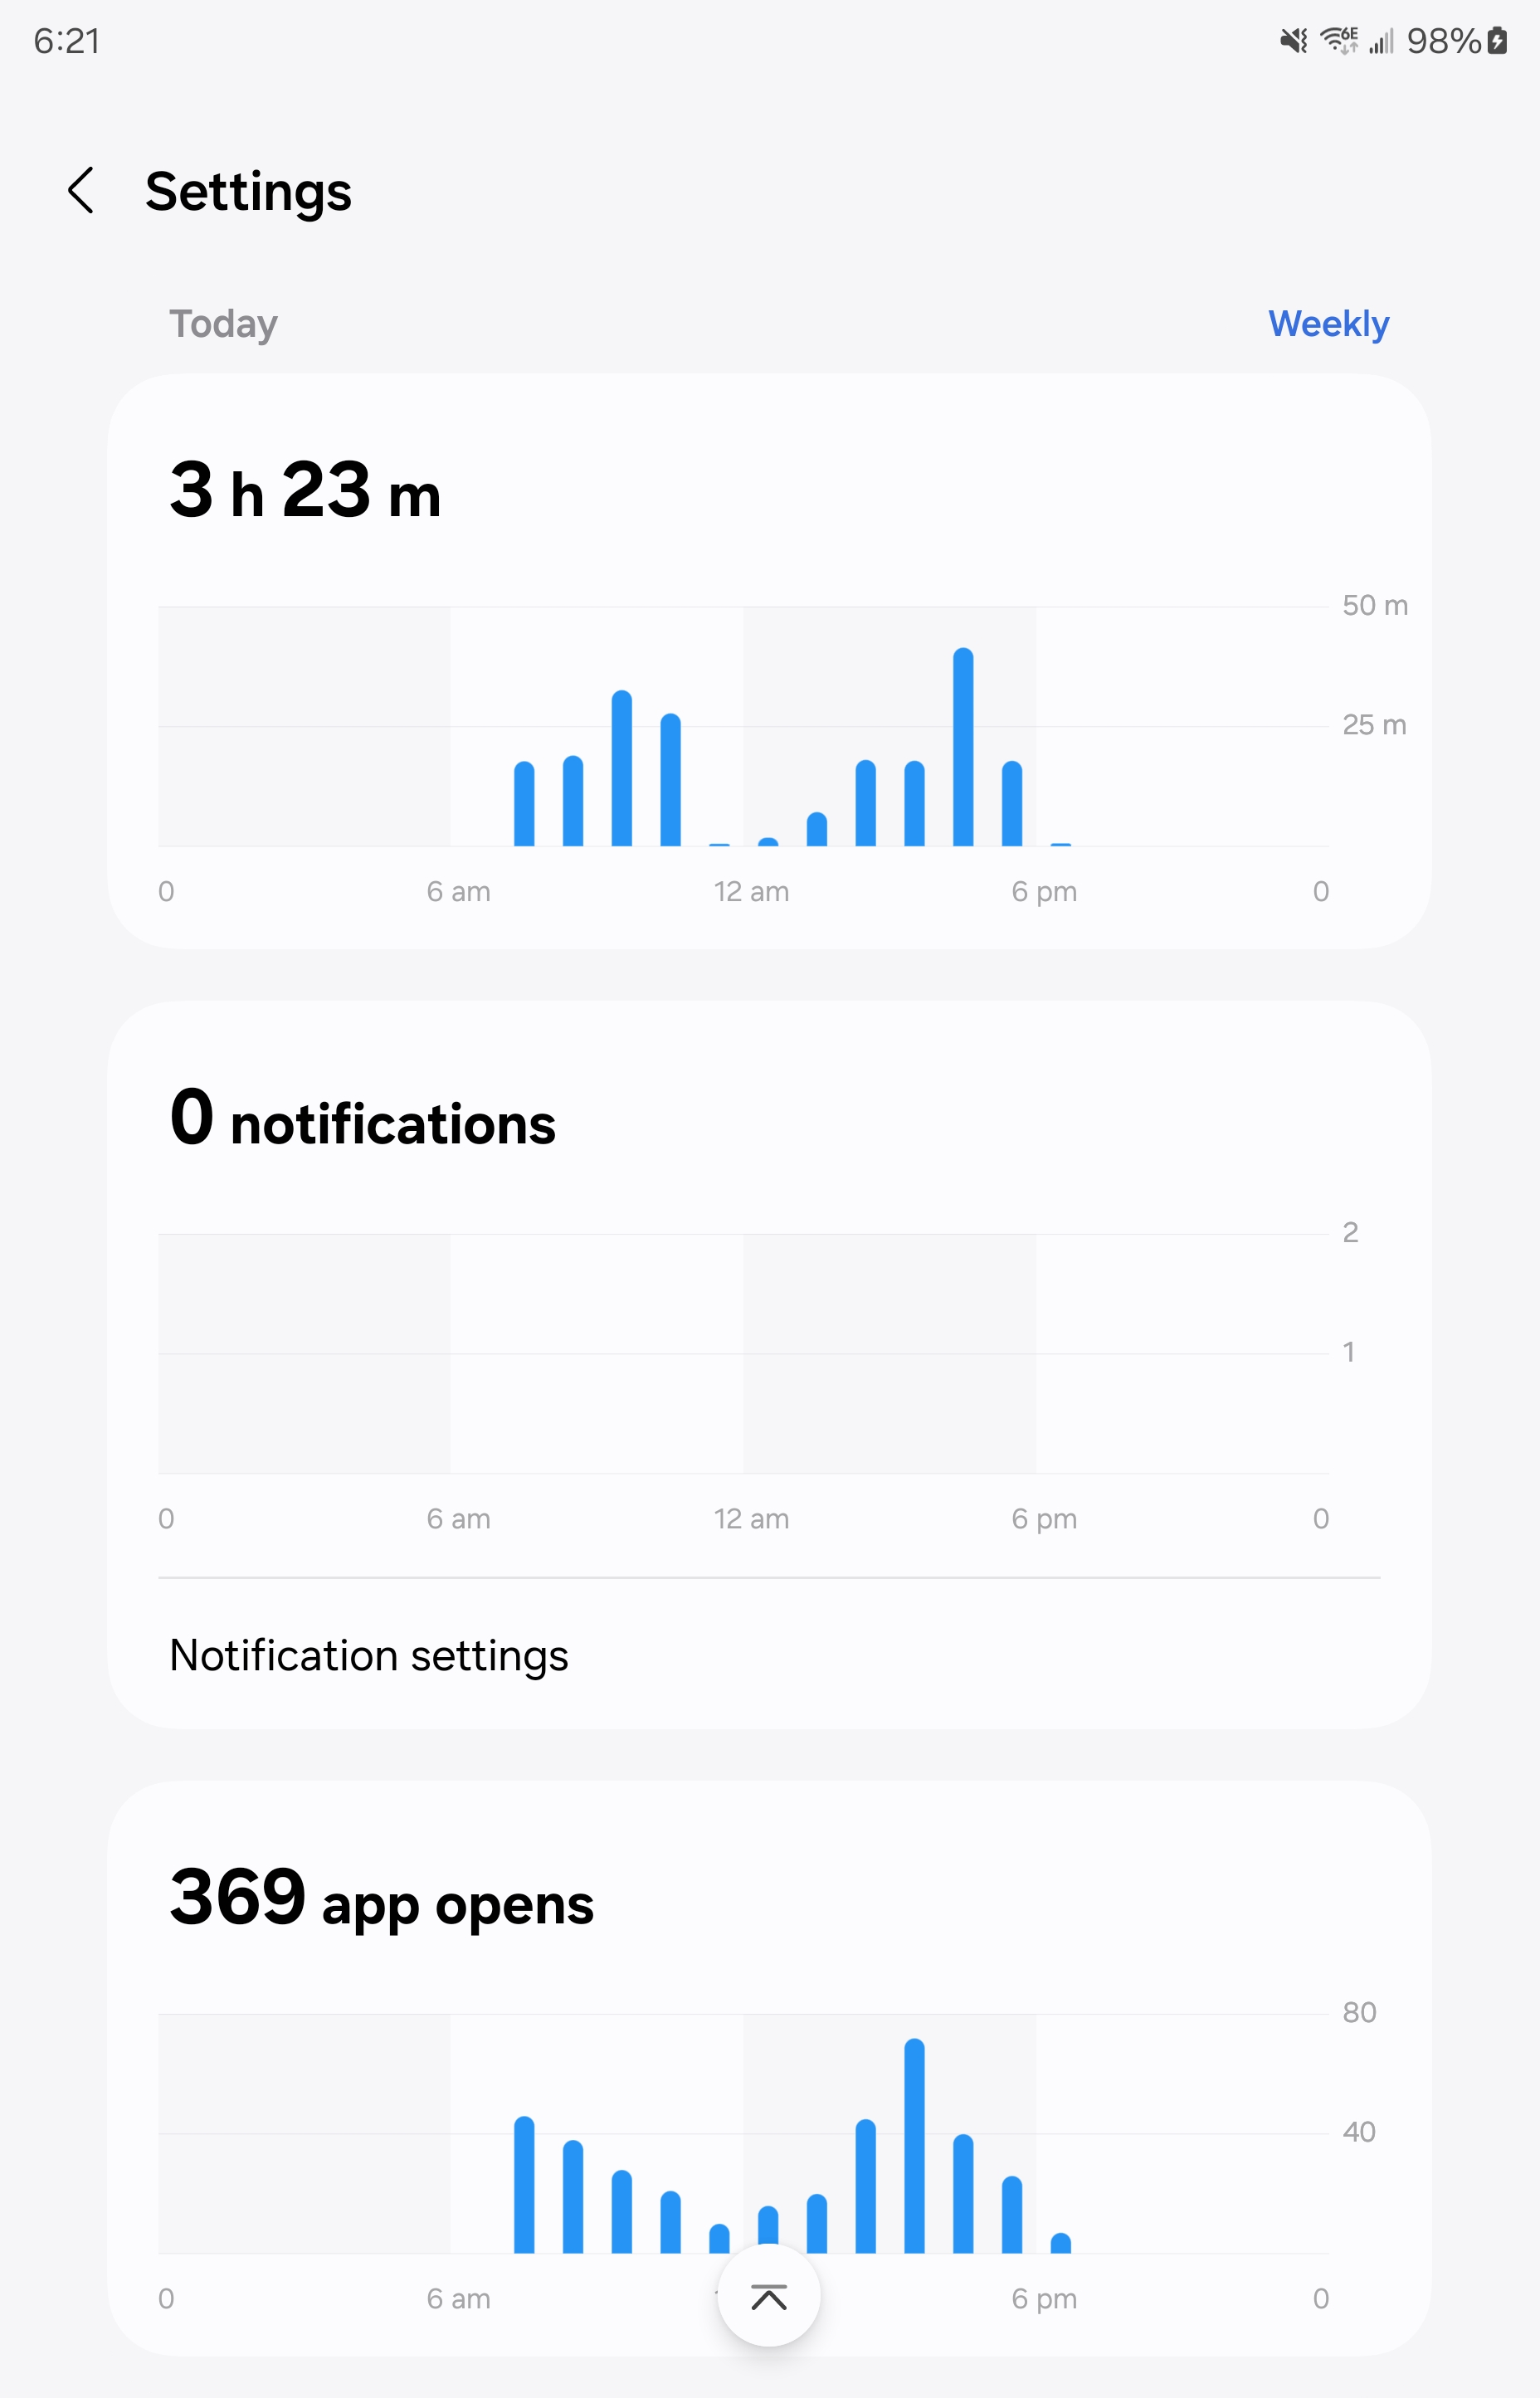 6:21
6E
98%
Settings
Today
Weekly
3 h 23 m
50 m
25 m
0
6 am
12 am
6 pm
0
0 notifications
2
1
0
6 am
12 am
6 pm
0
Notification settings
369 app opens
80
40
0
6 am
6 pm
0